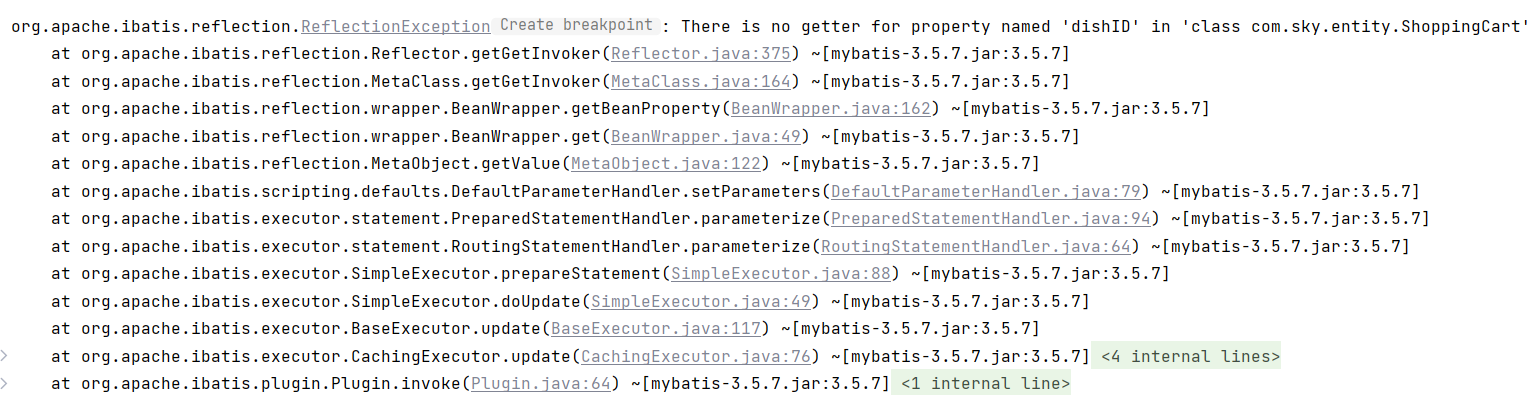 org.apache.ibatis.reflection.ReflectionException Create breakpoint : There is no getter for property named 'dishID' in 'class com.sky.entity.ShoppingCart'
at org.apache.ibatis.reflection.Reflector.getGetInvoker(Reflector.java:375) ~[mybatis-3.5.7.jar:3.5.7]
at org.apache.ibatis.reflection.MetaClass.getGetInvoker(MetaClass.java:164) ~[mybatis-3.5.7.jar:3.5.7]
at org.apache.ibatis.reflection.wrapper.BeanWrapper.getBeanProperty(BeanWrapper.java:162) ~[mybatis-3.5.7.jar:3.5.7]
at org.apache.ibatis.reflection.wrapper.BeanWrapper.get(BeanWrapper.java:49) ~[mybatis-3.5.7.jar:3.5.7]
at org.apache.ibatis.reflection.MetaObject.getValue(MetaObject.java:122) ~[mybatis-3.5.7.jar:3.5.7]
at org.apache.ibatis.scripting.defaults.DefaultParameterHandler.setParameters(DefaultParameterHandler.java:79) ~[mybatis-3.5.7.jar:3.5.7]
at org.apache.ibatis.executor.statement.PreparedStatementHandler.parameterize(PreparedStatementHandler.java:94) ~[mybatis-3.5.7.jar:3.5.7]
at org.apache.ibatis.executor.statement.RoutingStatementHandler.parameterize(RoutingStatementHandler.java:64) ~[mybatis-3.5.7.jar:3.5.7]
at org.apache.ibatis.executor.SimpleExecutor.prepareStatement(SimpleExecutor.java:88) ~[mybatis-3.5.7.jar:3.5.7]
at org.apache.ibatis.executor.SimpleExecutor.doUpdate(SimpleExecutor.java:49) ~[mybatis-3.5.7.jar:3.5.7]
at org.apache.ibatis.executor.BaseExecutor.update(BaseExecutor.java:117) ~[mybatis-3.5.7.jar:3.5.7]
at org.apache.ibatis.executor.CachingExecutor.update(CachingExecutor.java:76) ~[mybatis-3.5.7.jar:3.5.7] <4 internal lines>
at org.apache.ibatis.plugin.Plugin.invoke(Plugin.java:64) ~[mybatis-3.5.7.jar:3.5.7] <1 internal line>